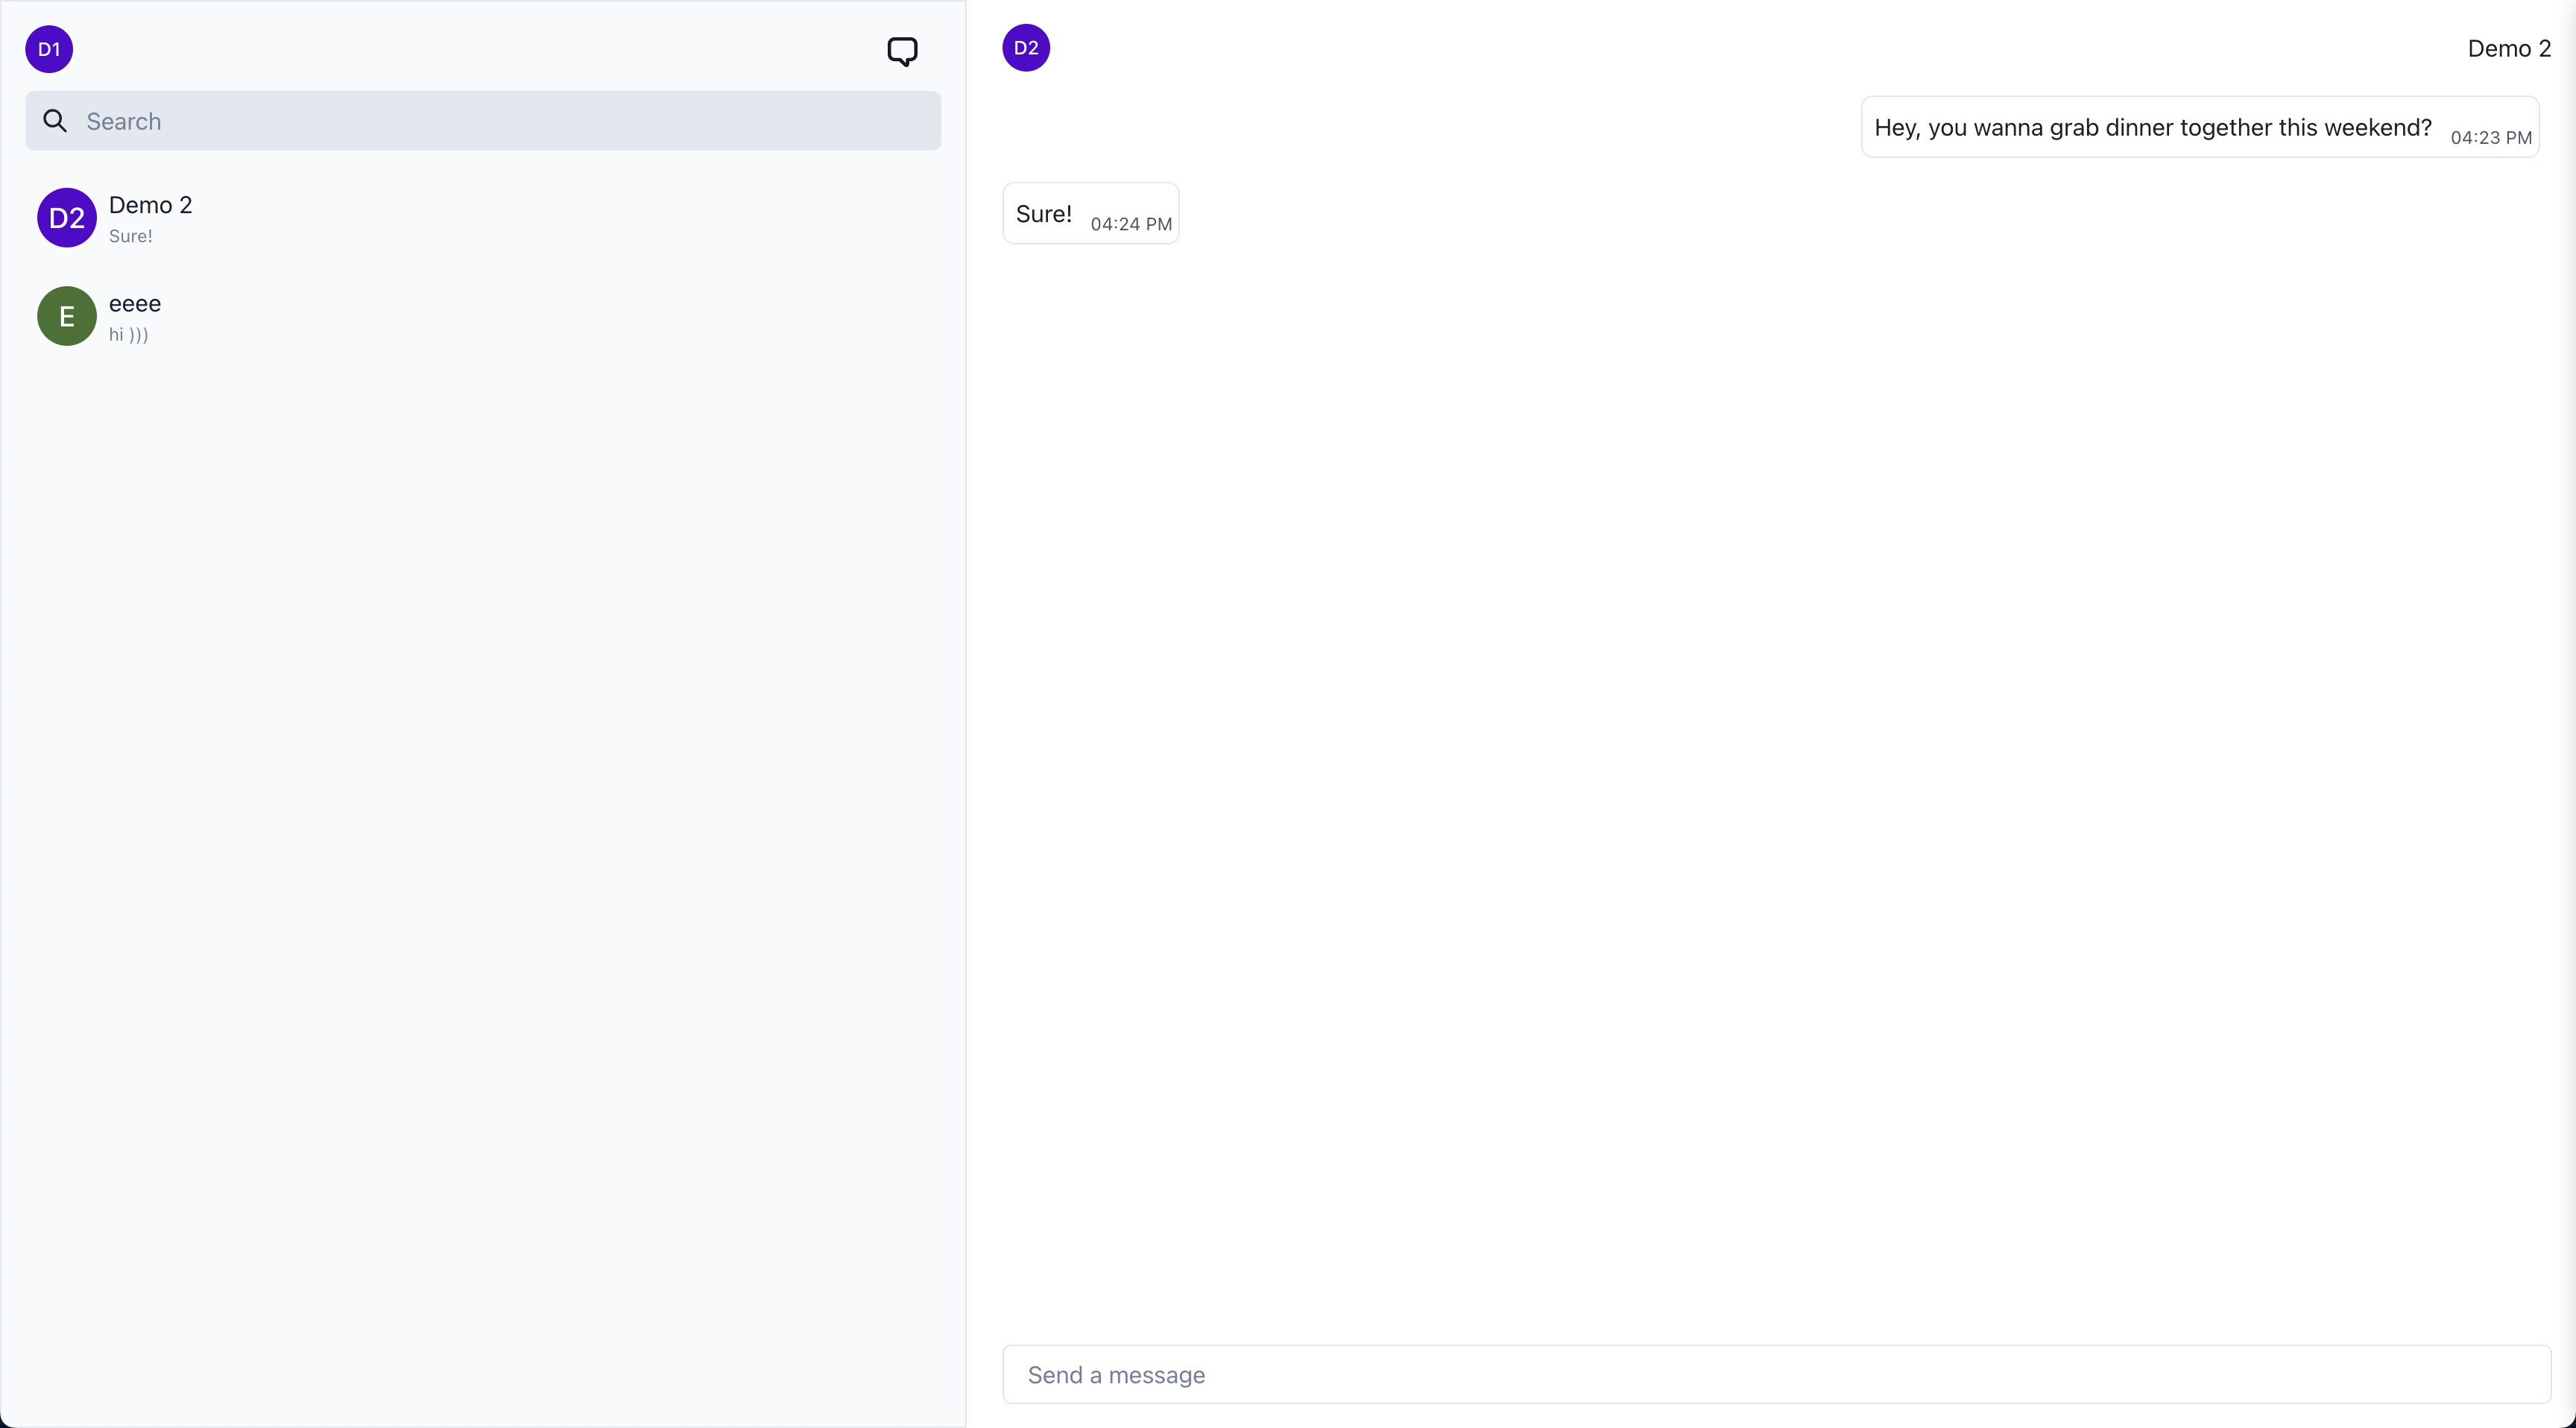 D1
Search
D2
Demo 2
Sure!
E
eeee
hi )))
D2
Demo 2
Hey, you wanna grab dinner together this weekend? 04:23 PM
Sure! 04:24 PM
Send a message